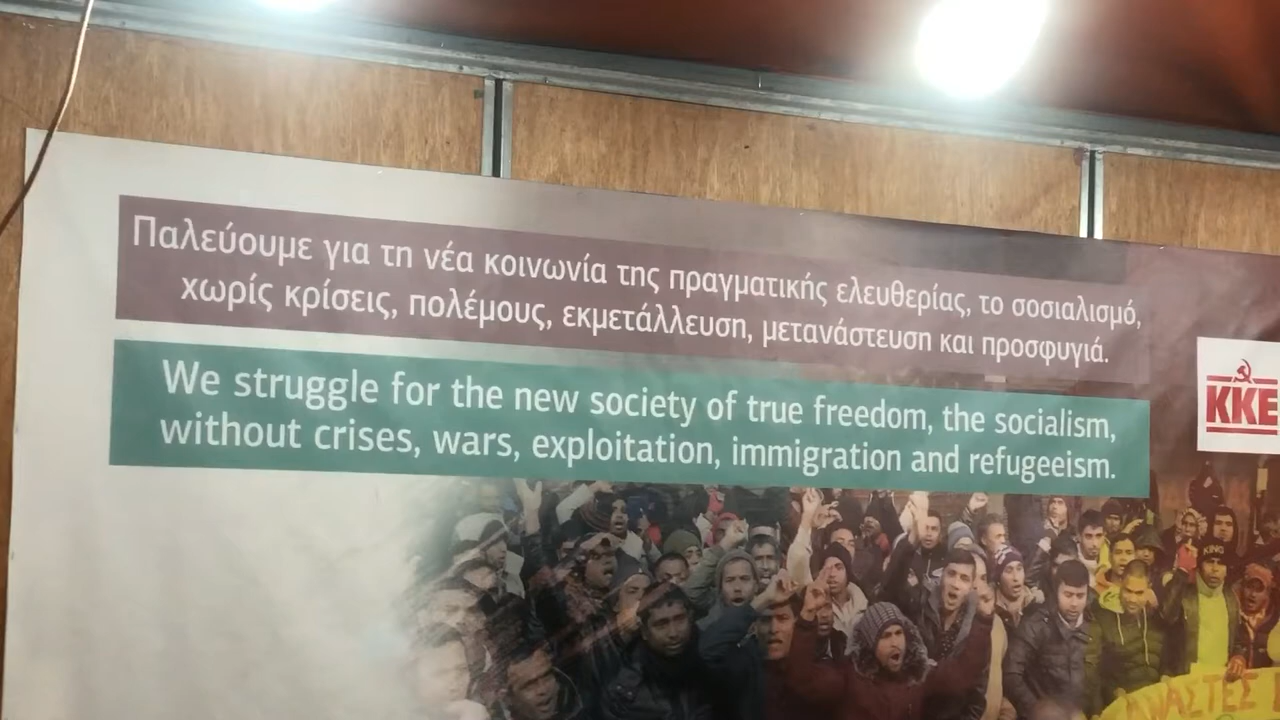 Παλεύουμε για τη νέα κοινωνία της πραγματικής ελευθερίας, το σοσιαλισμό,
χωρίς κρίσεις, πολέμους, εκμετάλλευση, μετανάστευση και προσφυγιά.
We struggle for the new society of true freedom, the socialism,
without crises, wars, exploitation, immigration and refugeeism.
KKE
KING